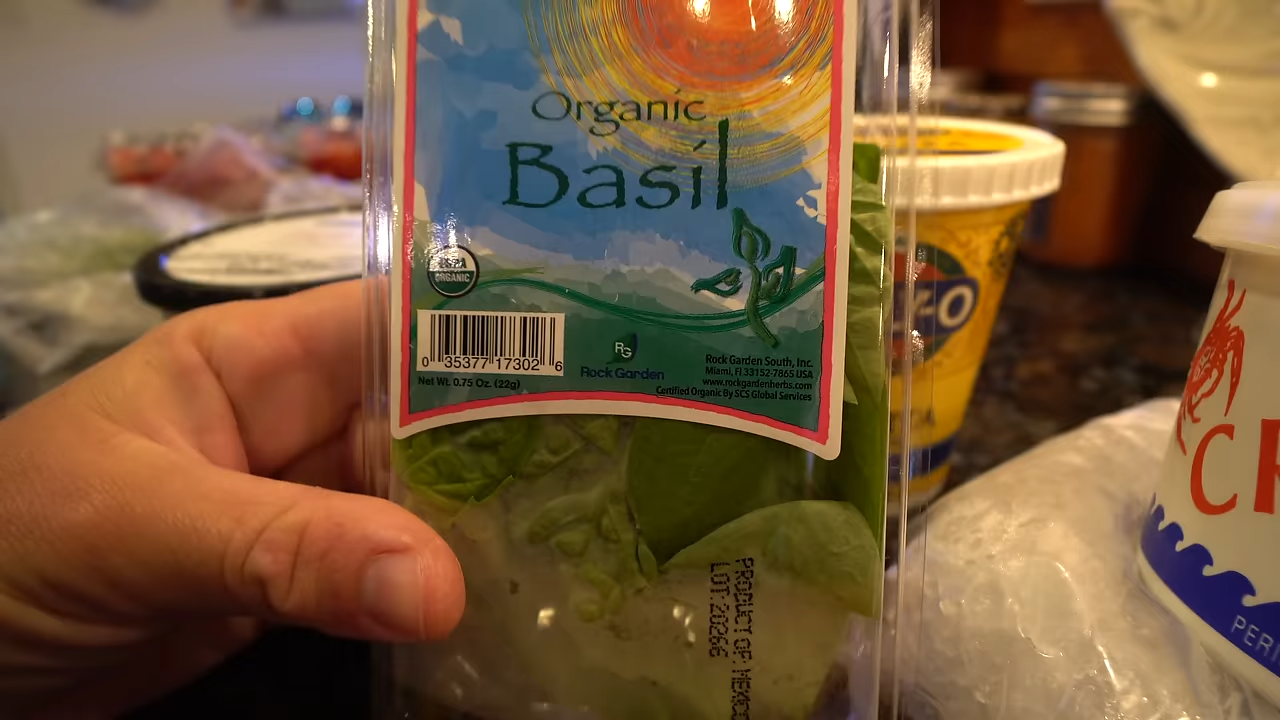 Organic
Basil
USDA
ORGANIC
0 35377 17302 6
Net Wt. 0.75 Oz. (22g)
RG
Rock Garden
Rock Garden South, Inc.
Miami, Fl 33152-7865 USA
www.rockgardenherbs.com
Certified Organic By SCS Global Services
PRODUCT OF: MEXICO
LOT: 20266
Y-O
CR
PERI